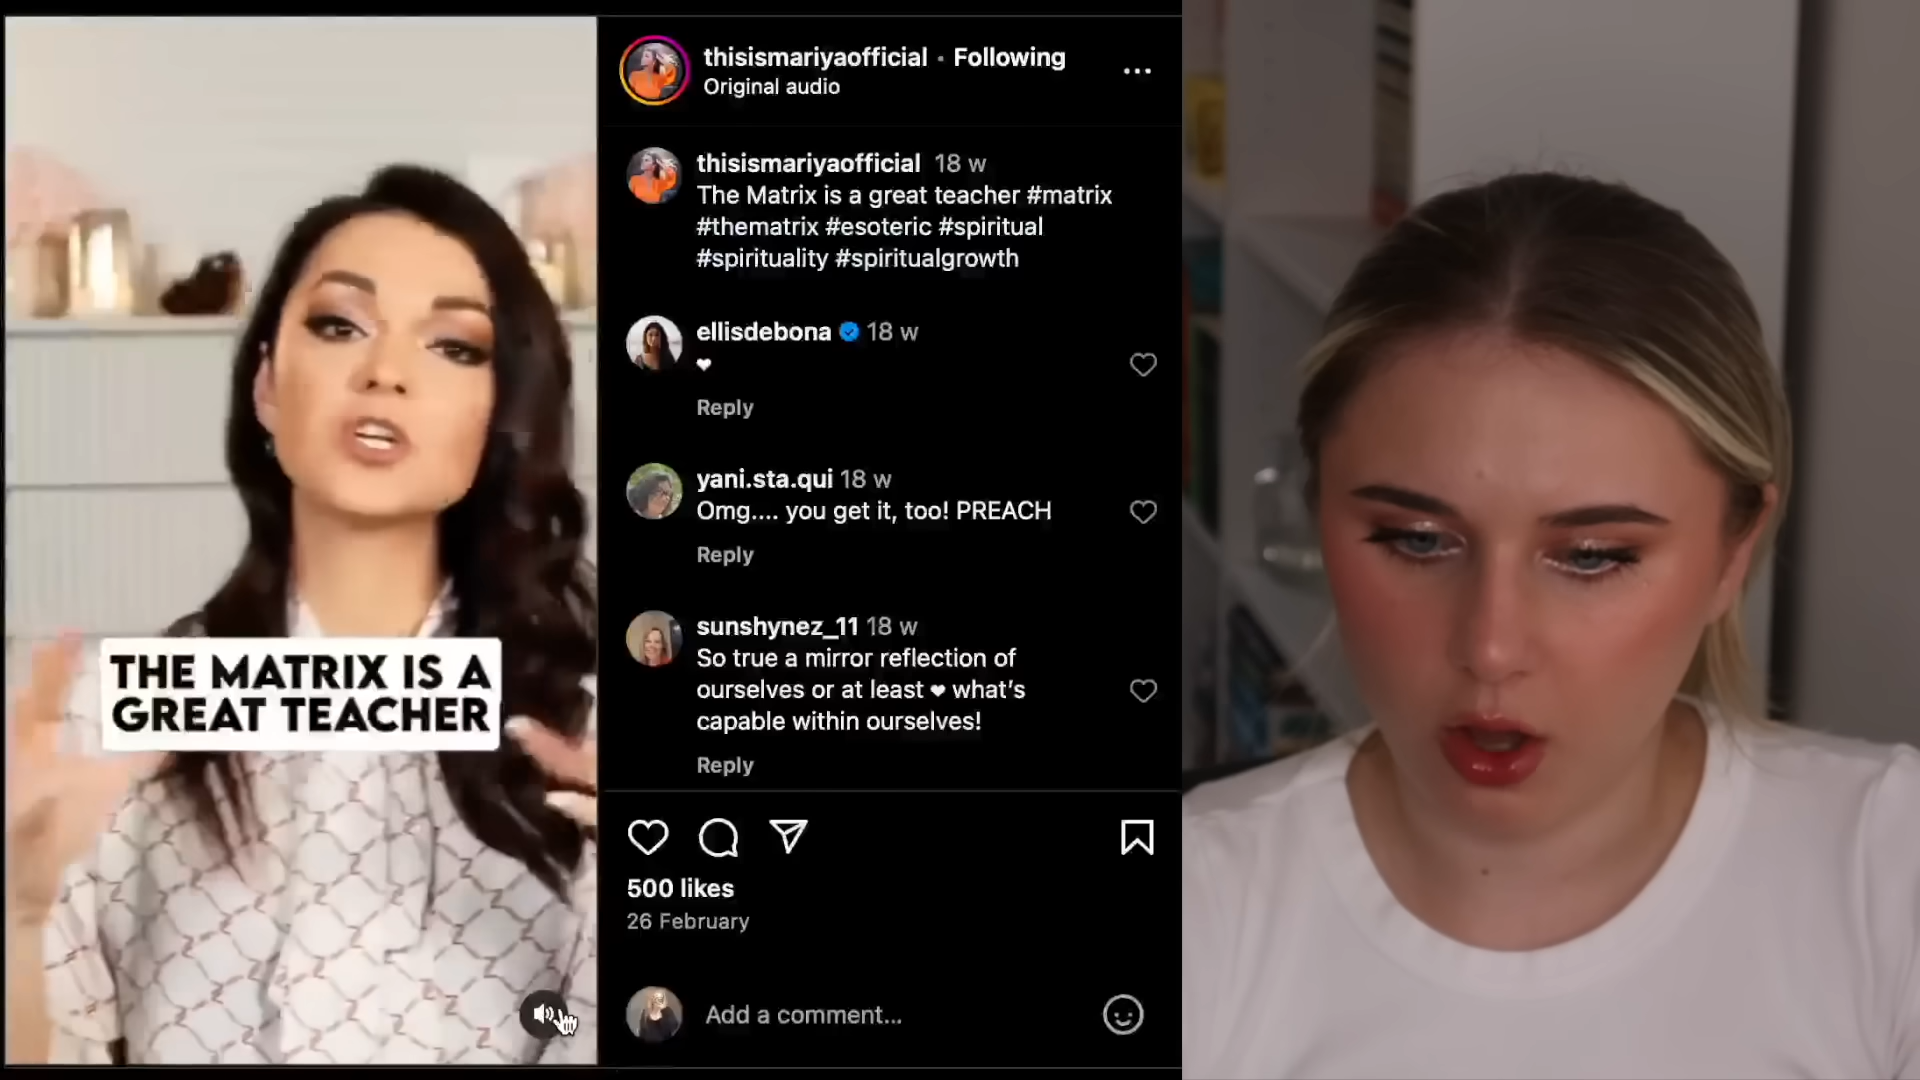 THE MATRIX IS A
GREAT TEACHER
thisismariyaofficial • Following
Original audio
thisismariyaofficial 18 w
The Matrix is a great teacher #matrix
#thematrix #esoteric #spiritual
#spirituality #spiritualgrowth
ellisdebona 18 w
❤
Reply
yani.sta.qui 18 w
Omg.... you get it, too! PREACH
Reply
sunshynez_11 18 w
So true a mirror reflection of
ourselves or at least ❤ what's
capable within ourselves!
Reply
500 likes
26 February
Add a comment...